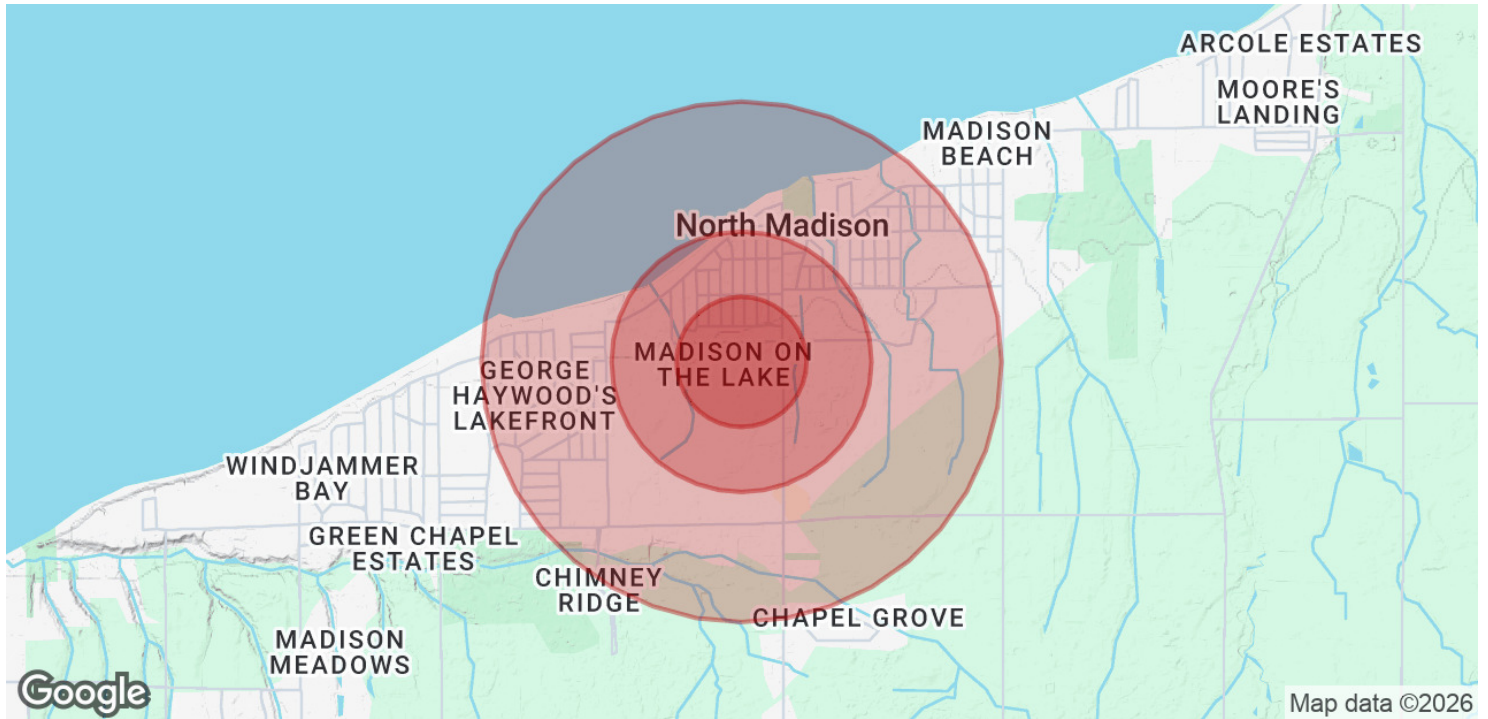 ARCOLE ESTATES
MOORE'S
LANDING
MADISON
BEACH
North Madison
MADISON ON
THE LAKE
GEORGE
HAYWOOD'S
LAKEFRONT
WINDJAMMER
BAY
GREEN CHAPEL
ESTATES
CHIMNEY
RIDGE
CHAPEL GROVE
MADISON
MEADOWS
Google
Map data ©2026